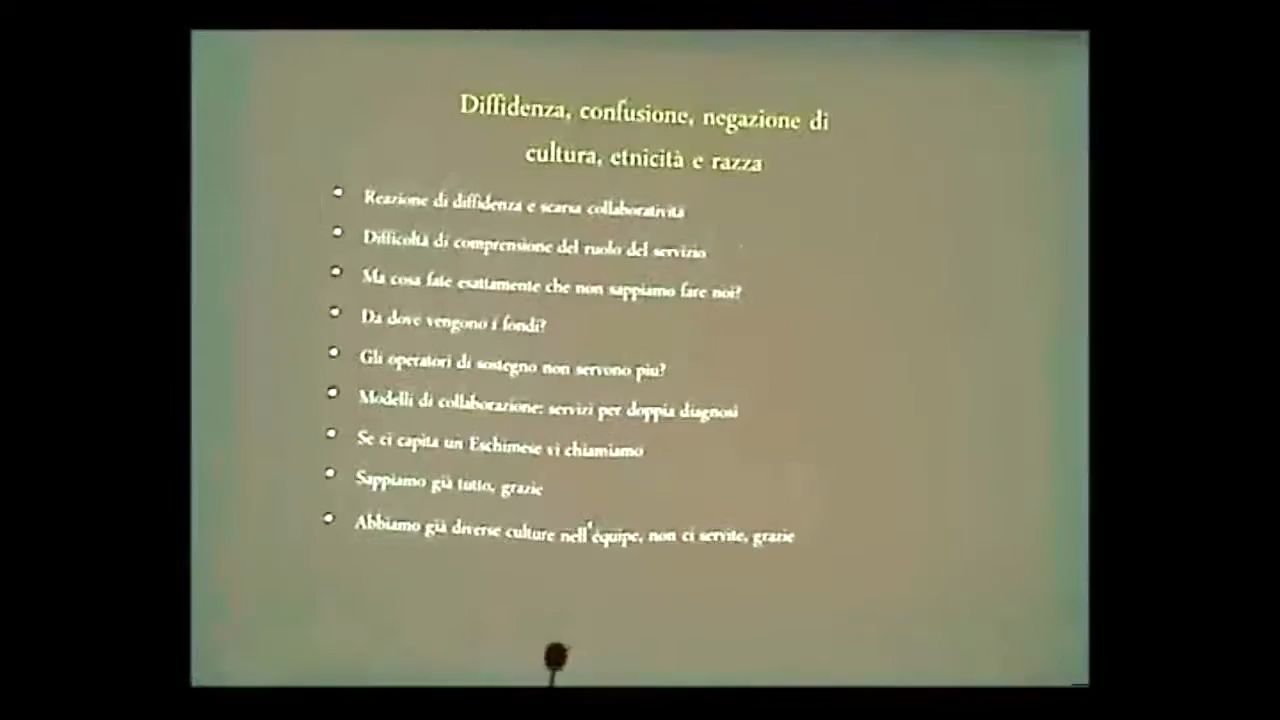 Diffidenza, confusione, negazione di
cultura, etnicità e razza
Reazione di diffidenza e scarsa collaboratività
Difficoltà di comprensione del ruolo del servizio
Ma cosa fate esattamente che non sappiamo fare noi?
Da dove vengono i fondi?
Gli operatori di sostegno non servono più?
Modelli di collaborazione: servizi per doppia diagnosi
Se ci capita un Eschimese vi chiamiamo
Sappiamo già tutto, grazie
Abbiamo già diverse culture nell'équipe, non ci servite, grazie